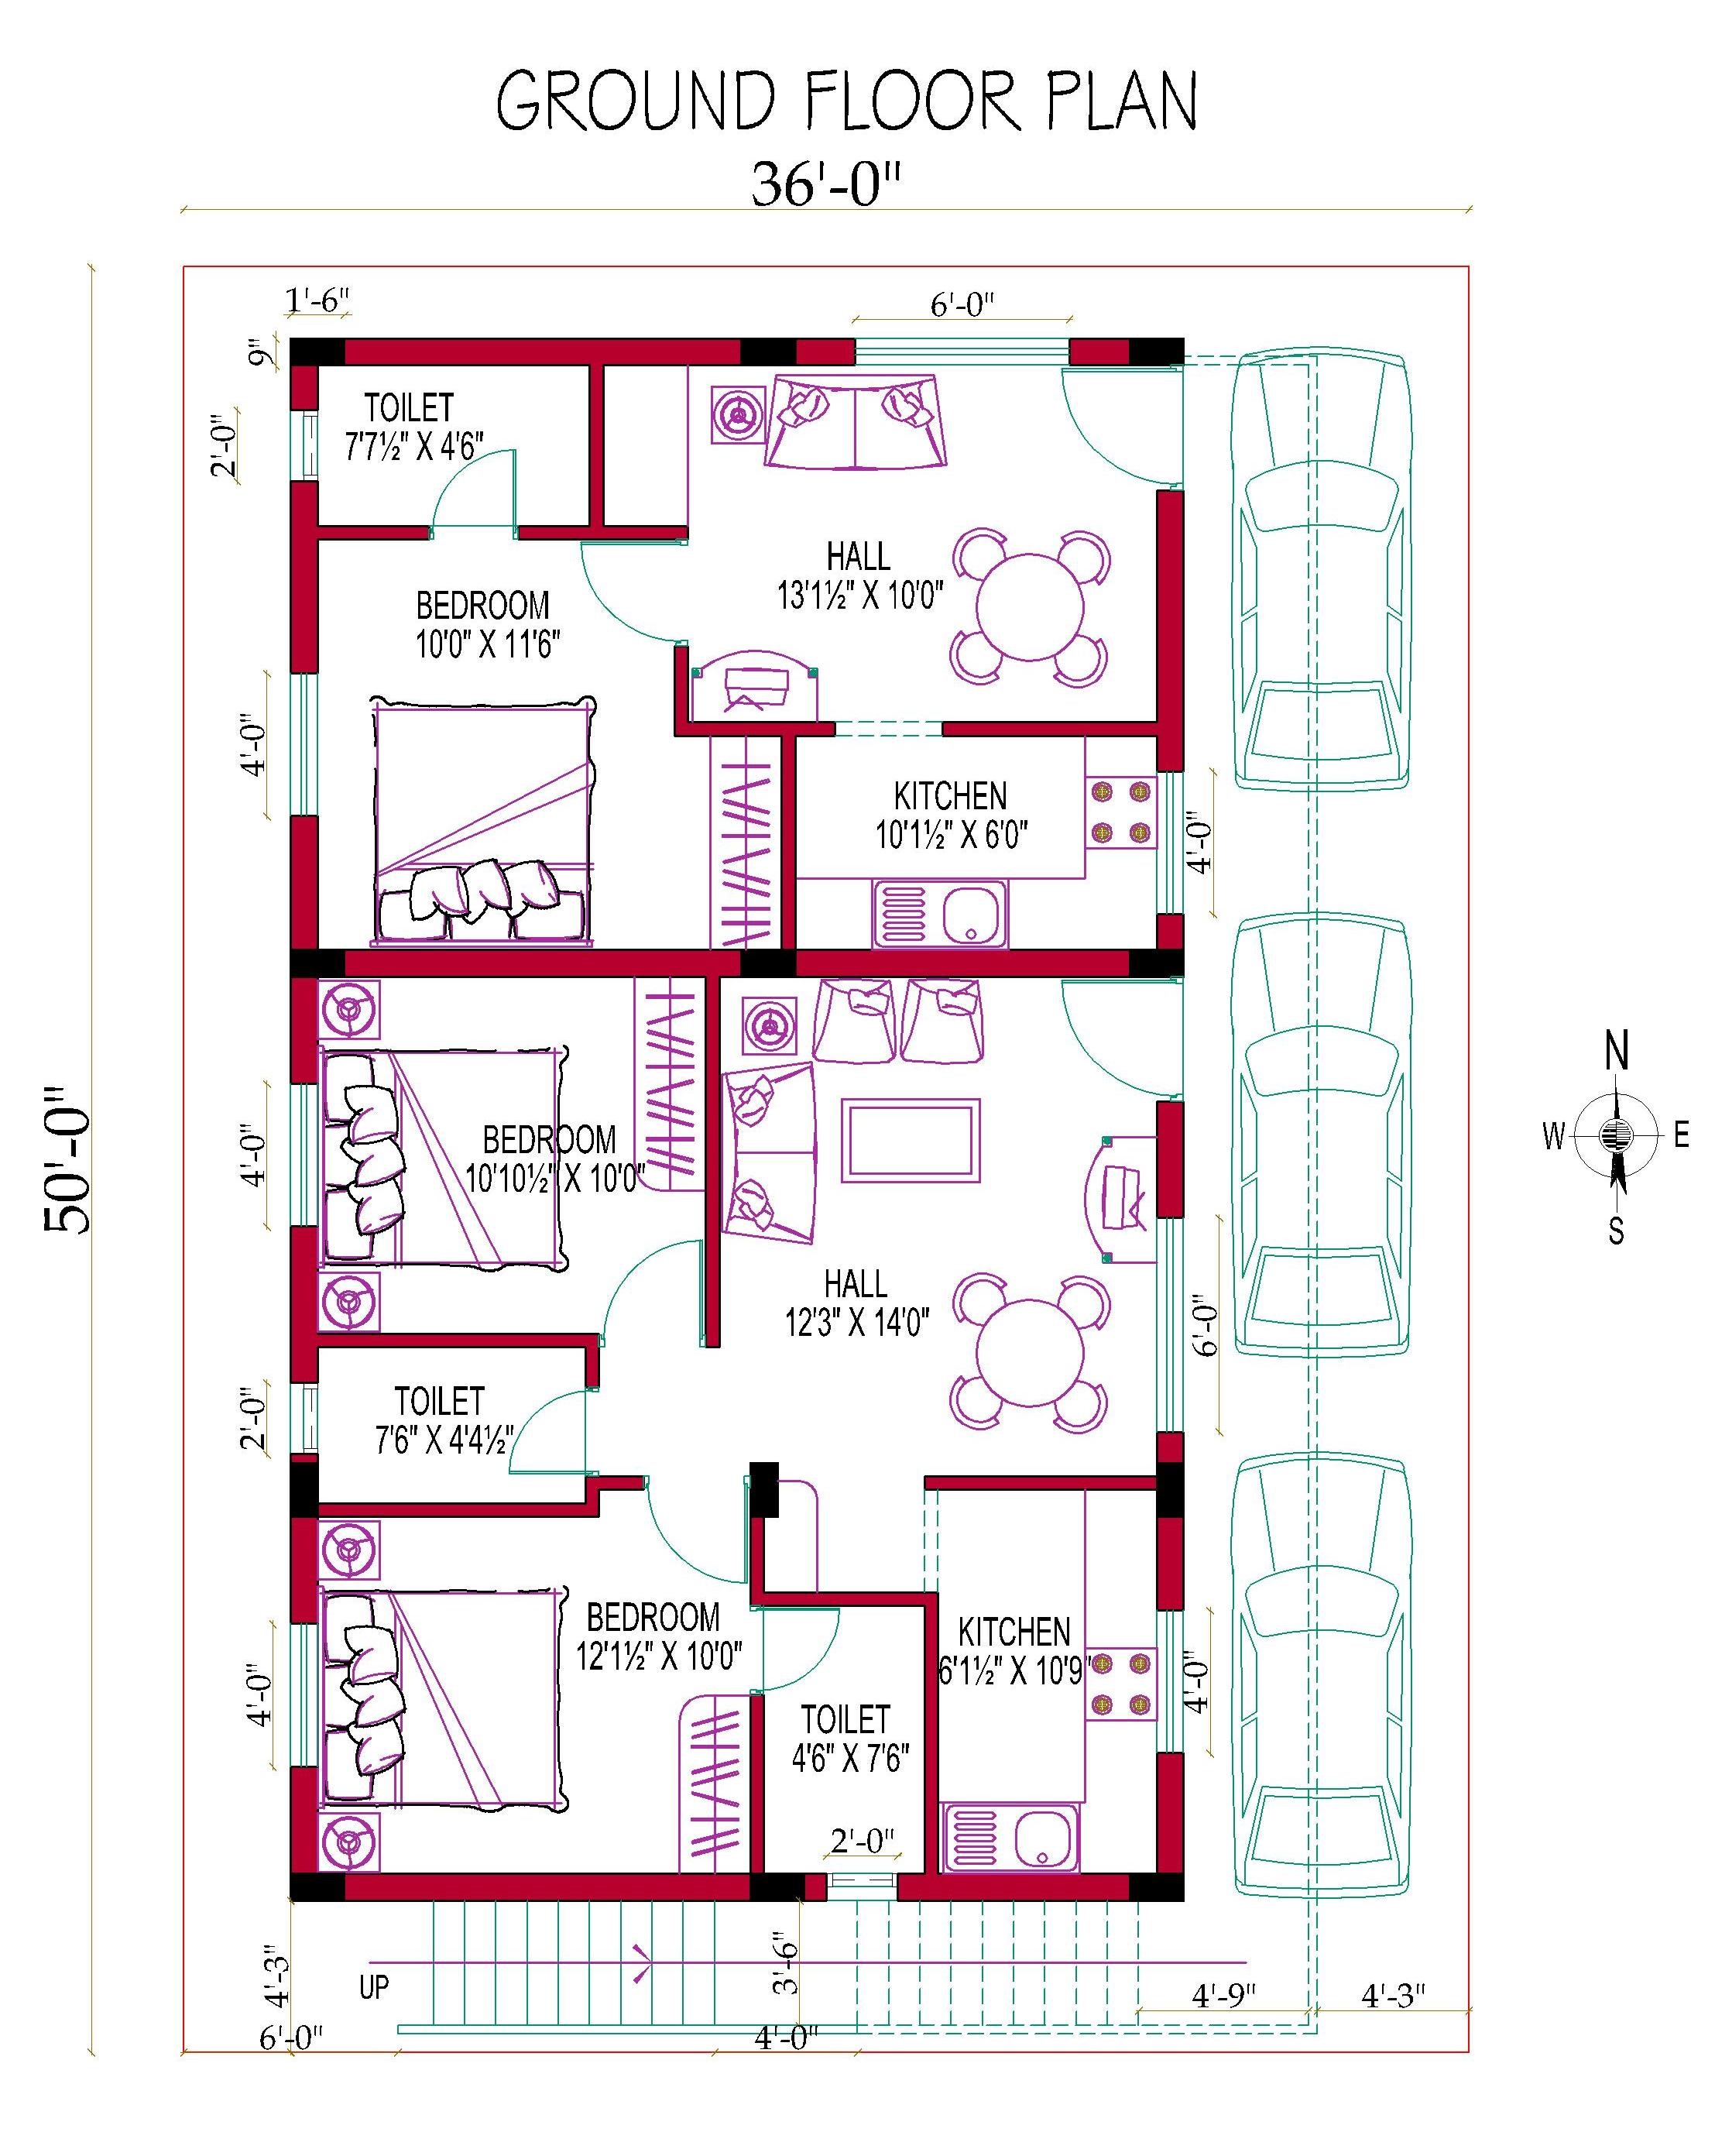 GROUND FLOOR PLAN
36'-0"
1'-6"
6'-0"
9"
TOILET
7'7½" X 4'6"
2'-0"
HALL
13'1½" X 10'0"
BEDROOM
10'0" X 11'6"
4'-0"
KITCHEN
10'1½" X 6'0"
4'-0"
50'-0"
N
W
E
S
BEDROOM
10'10½" X 10'0"
4'-0"
HALL
12'3" X 14'0"
6'-0"
TOILET
7'6" X 4'4½"
2'-0"
BEDROOM
12'1½" X 10'0"
4'-0"
KITCHEN
6'1½" X 10'9"
4'-0"
TOILET
4'6" X 7'6"
2'-0"
4'-3"
UP
3'-6"
4'-9"
4'-3"
6'-0"
4'-0"